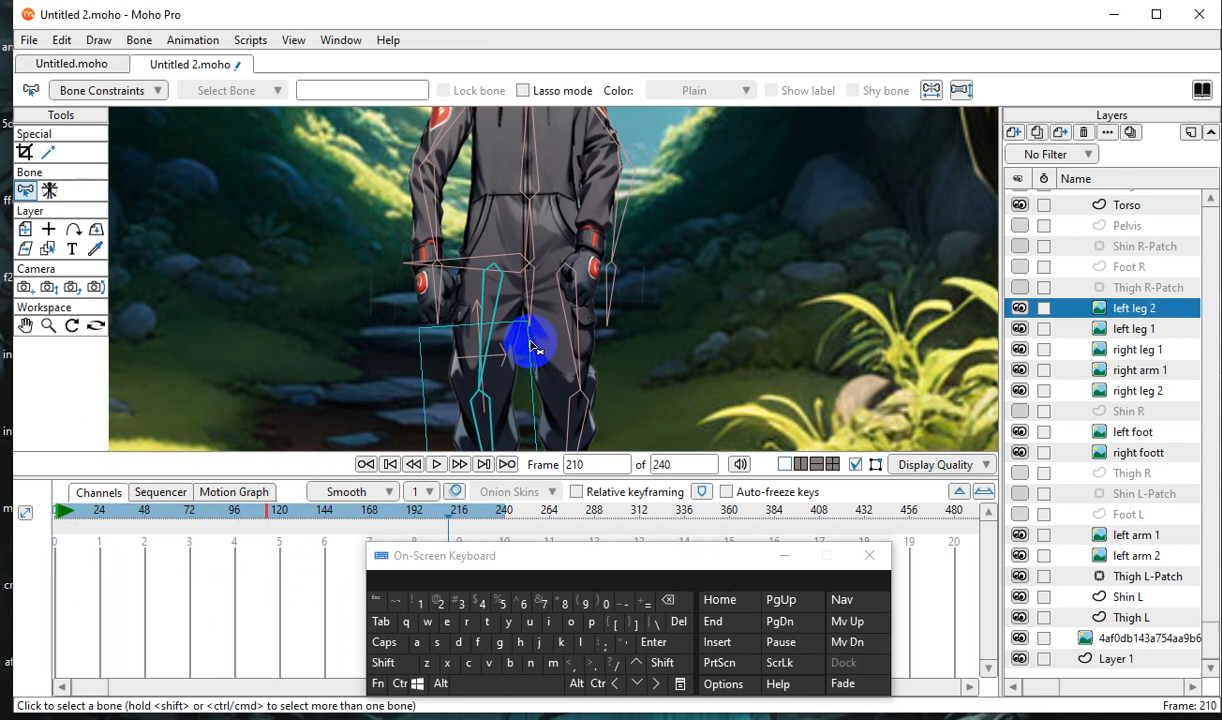 Untitled 2.moho - Moho Pro
File Edit Draw Bone Animation Scripts View Window Help
Untitled.moho Untitled 2.moho
Bone Constraints Select Bone Lock bone Lasso mode Color: Plain Show label Shy bone
Tools
Special
Bone
Layer
Camera
Workspace
Layers
No Filter
Name
Torso
Pelvis
Shin R-Patch
Foot R
Thigh R-Patch
left leg 2
left leg 1
right leg 1
right arm 1
right leg 2
Shin R
left foot
right foott
Thigh R
Shin L-Patch
Foot L
left arm 1
left arm 2
Thigh L-Patch
Shin L
Thigh L
4af0db143a754aa9b6
Layer 1
Frame 210 of 240 Display Quality
Channels Sequencer Motion Graph Smooth 1 Onion Skins Relative keyframing Auto-freeze keys
0 24 48 72 96 120 144 168 192 216 240 264 288 312 336 360 384 408 432 456 480
0 1 2 3 4 5 6 19 20
On-Screen Keyboard
Esc ~` !1 @2 #3 $4 %5 ^6 &7 *8 (9 )0 _- += Home PgUp Nav
Tab q w e r t y u i o p {[ }] |\ Del End PgDn Mv Up
Caps a s d f g h j k l :; "' Enter Insert Pause Mv Dn
Shift z x c v b n m <, >. ?/ Shift PrtScn ScrLk Dock
Fn Ctrl Alt Alt Ctrl Options Help Fade
Click to select a bone (hold <shift> or <ctrl/cmd> to select more than one bone) Frame: 210